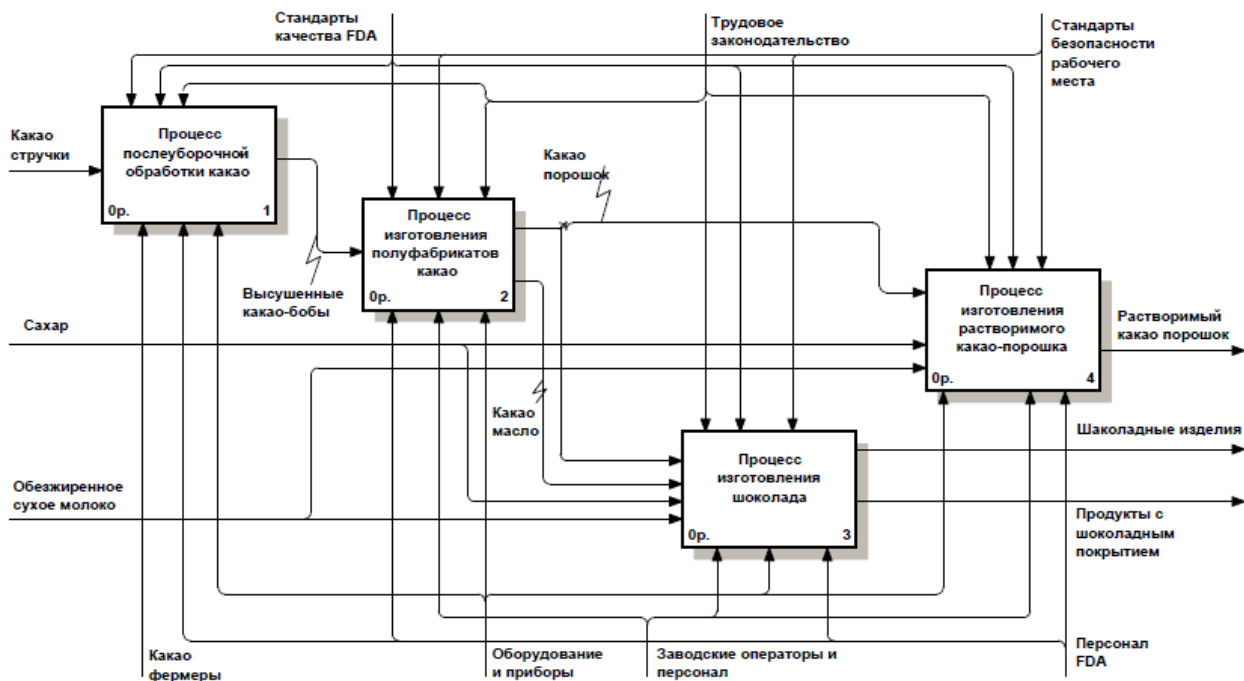 Стандарты
качества FDA
Трудовое
законодательство
Стандарты
безопасности
рабочего
места
Какао
стручки
Процесс
послеуборочной
обработки какао
0р.
1
Какао
порошок
Процесс
изготовления
полуфабрикатов
какао
0р.
2
Высушенные
какао-бобы
Сахар
Процесс
изготовления
растворимого
какао-порошка
0р.
4
Растворимый
какао порошок
Какао
масло
Шаколадные изделия
Процесс
изготовления
шоколада
0р.
3
Обезжиренное
сухое молоко
Продукты с
шоколадным
покрытием
Какао
фермеры
Оборудование
и приборы
Заводские операторы и
персонал
Персонал
FDA